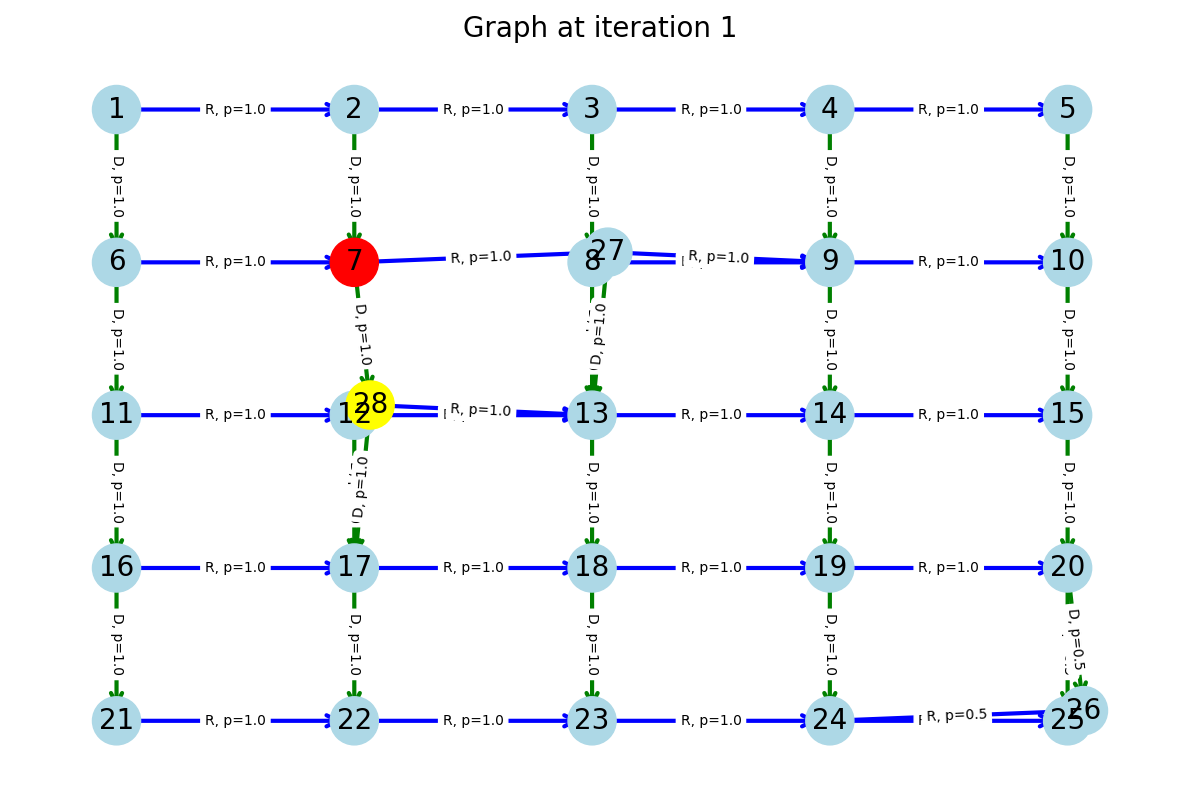 Graph at iteration 1
1 R, p=1.0 2 R, p=1.0 3 R, p=1.0 4 R, p=1.0 5
D, p=1.0 D, p=1.0 D, p=1.0 D, p=1.0 D, p=1.0
6 R, p=1.0 7 R, p=1.0 8 27 R, p=1.0 9 R, p=1.0 10
D, p=1.0 D, p=1.0 D, p=1.0 D, p=1.0 D, p=1.0
11 R, p=1.0 12 28 R, p=1.0 13 R, p=1.0 14 R, p=1.0 15
D, p=1.0 D, p=1.0 D, p=1.0 D, p=1.0 D, p=1.0
16 R, p=1.0 17 R, p=1.0 18 R, p=1.0 19 R, p=1.0 20
D, p=1.0 D, p=1.0 D, p=1.0 D, p=1.0 D, p=0.5
21 R, p=1.0 22 R, p=1.0 23 R, p=1.0 24 R, p=0.5 25 26